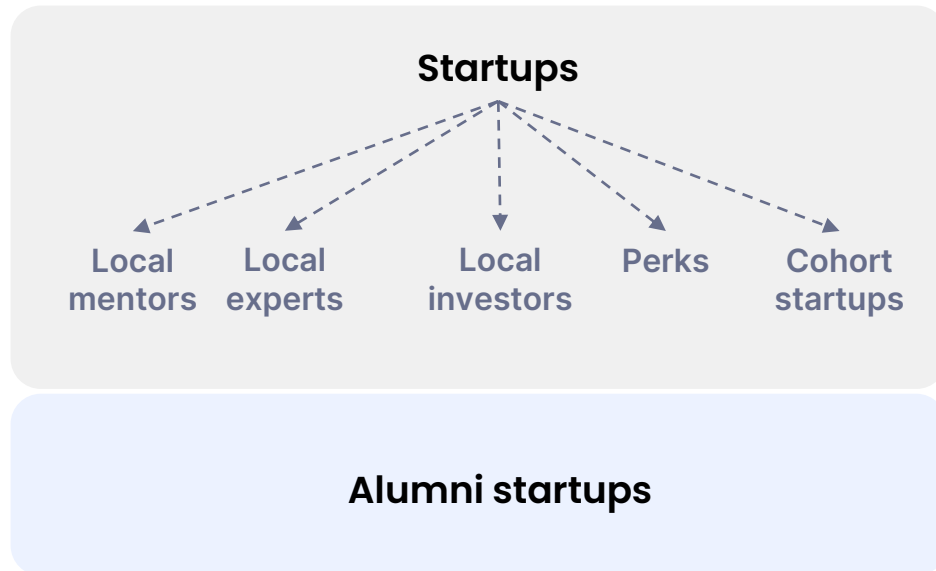 Startups
Local mentors
Local experts
Local investors
Perks
Cohort startups
Alumni startups